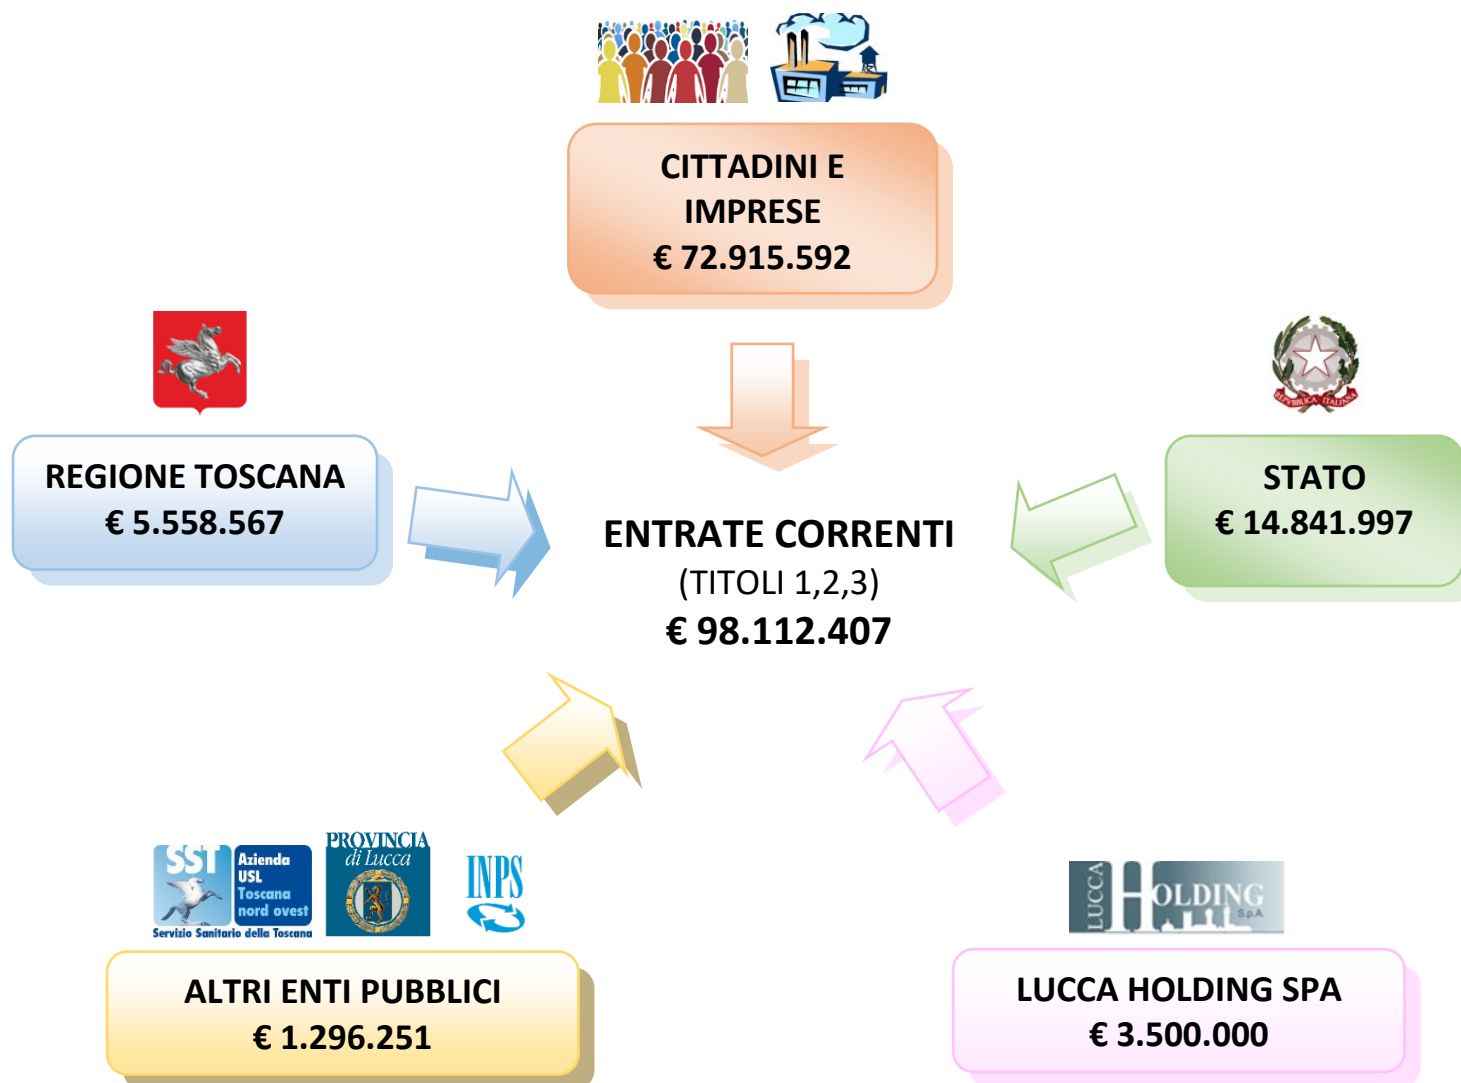 CITTADINI E
IMPRESE
€ 72.915.592
REGIONE TOSCANA
€ 5.558.567
REPVBBLICA ITALIANA
STATO
€ 14.841.997
ENTRATE CORRENTI
(TITOLI 1,2,3)
€ 98.112.407
SST
Azienda
USL
Toscana
nord ovest
Servizio Sanitario della Toscana
PROVINCIA
di Lucca
INPS
ALTRI ENTI PUBBLICI
€ 1.296.251
LUCCA
HOLDING
S.p.A.
LUCCA HOLDING SPA
€ 3.500.000